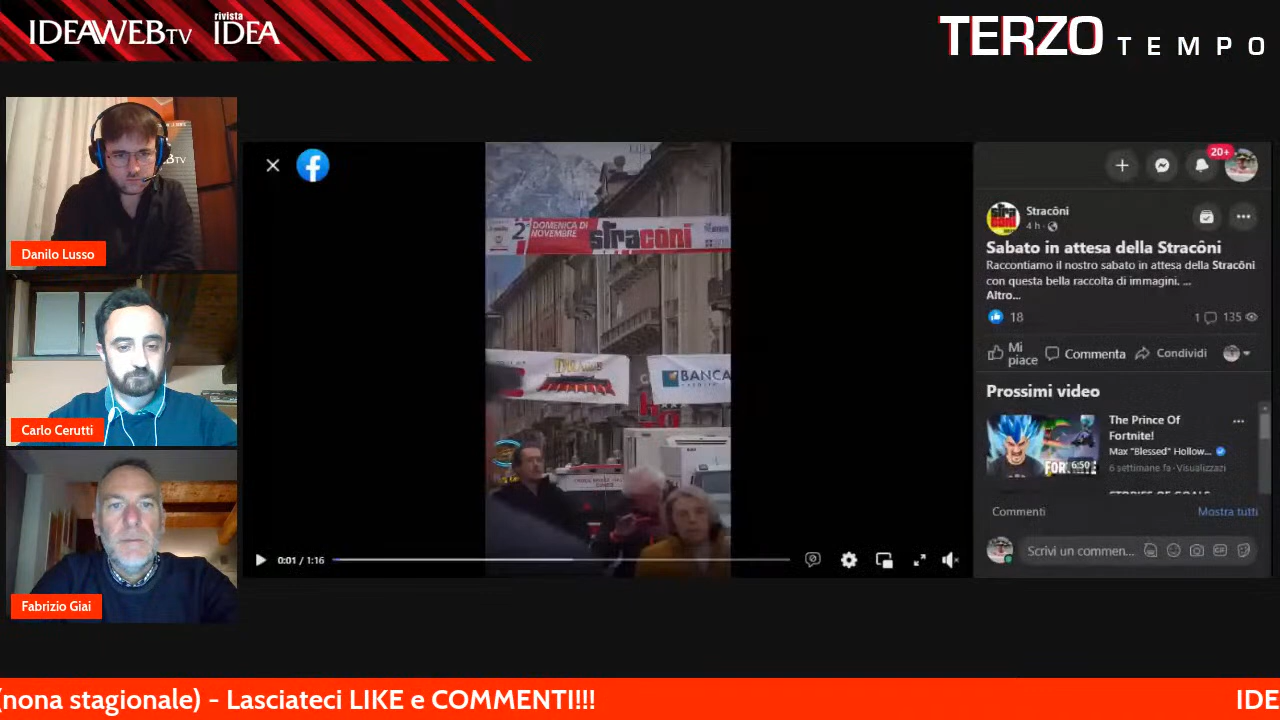 IDEAWEBTV rivista IDEA
TERZO TEMPO
WEBTV
Danilo Lusso
Carlo Cerutti
Fabrizio Giai
2ª DOMENICA DI NOVEMBRE stracôni
BANCA
0:01 / 1:16
20+
Stracôni
4 h
Sabato in attesa della Stracôni
Raccontiamo il nostro sabato in attesa della Stracôni
con questa bella raccolta di immagini. ...
Altro...
18
1
135
Mi piace
Commenta
Condividi
Prossimi video
The Prince Of
Fortnite!
Max "Blessed" Hollow...
6 settimane fa · Visualizzazi
6:50
Commenti
Mostra tutti
Scrivi un commen...
(nona stagionale) - Lasciateci LIKE e COMMENTI!!!
IDE